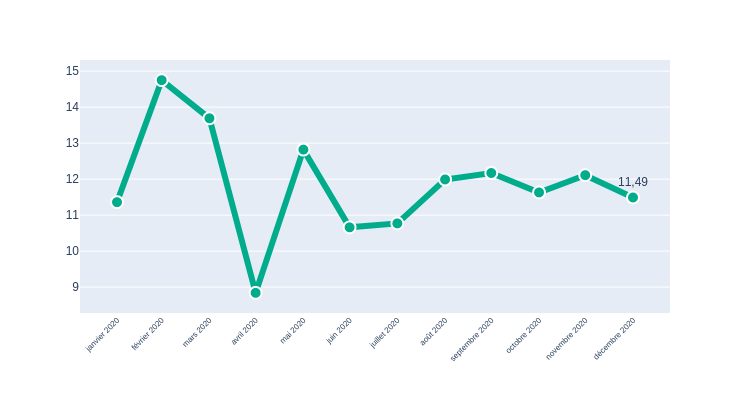 15
14
13
12
11
10
9
11,49
janvier 2020
février 2020
mars 2020
avril 2020
mai 2020
juin 2020
juillet 2020
août 2020
septembre 2020
octobre 2020
novembre 2020
décembre 2020